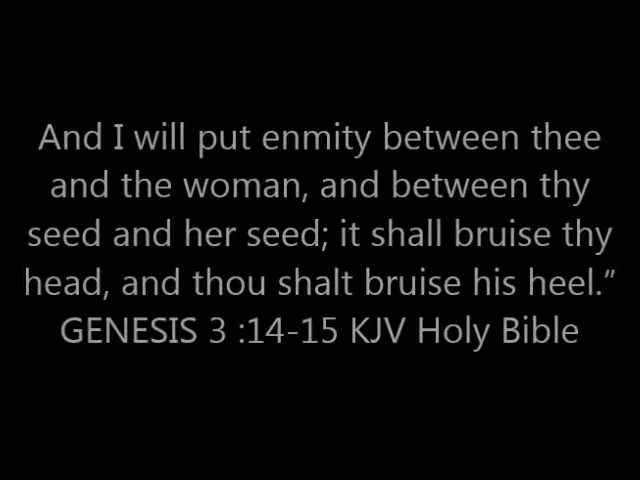 And I will put enmity between thee
and the woman, and between thy
seed and her seed; it shall bruise thy
head, and thou shalt bruise his heel.”
GENESIS 3 :14-15 KJV Holy Bible